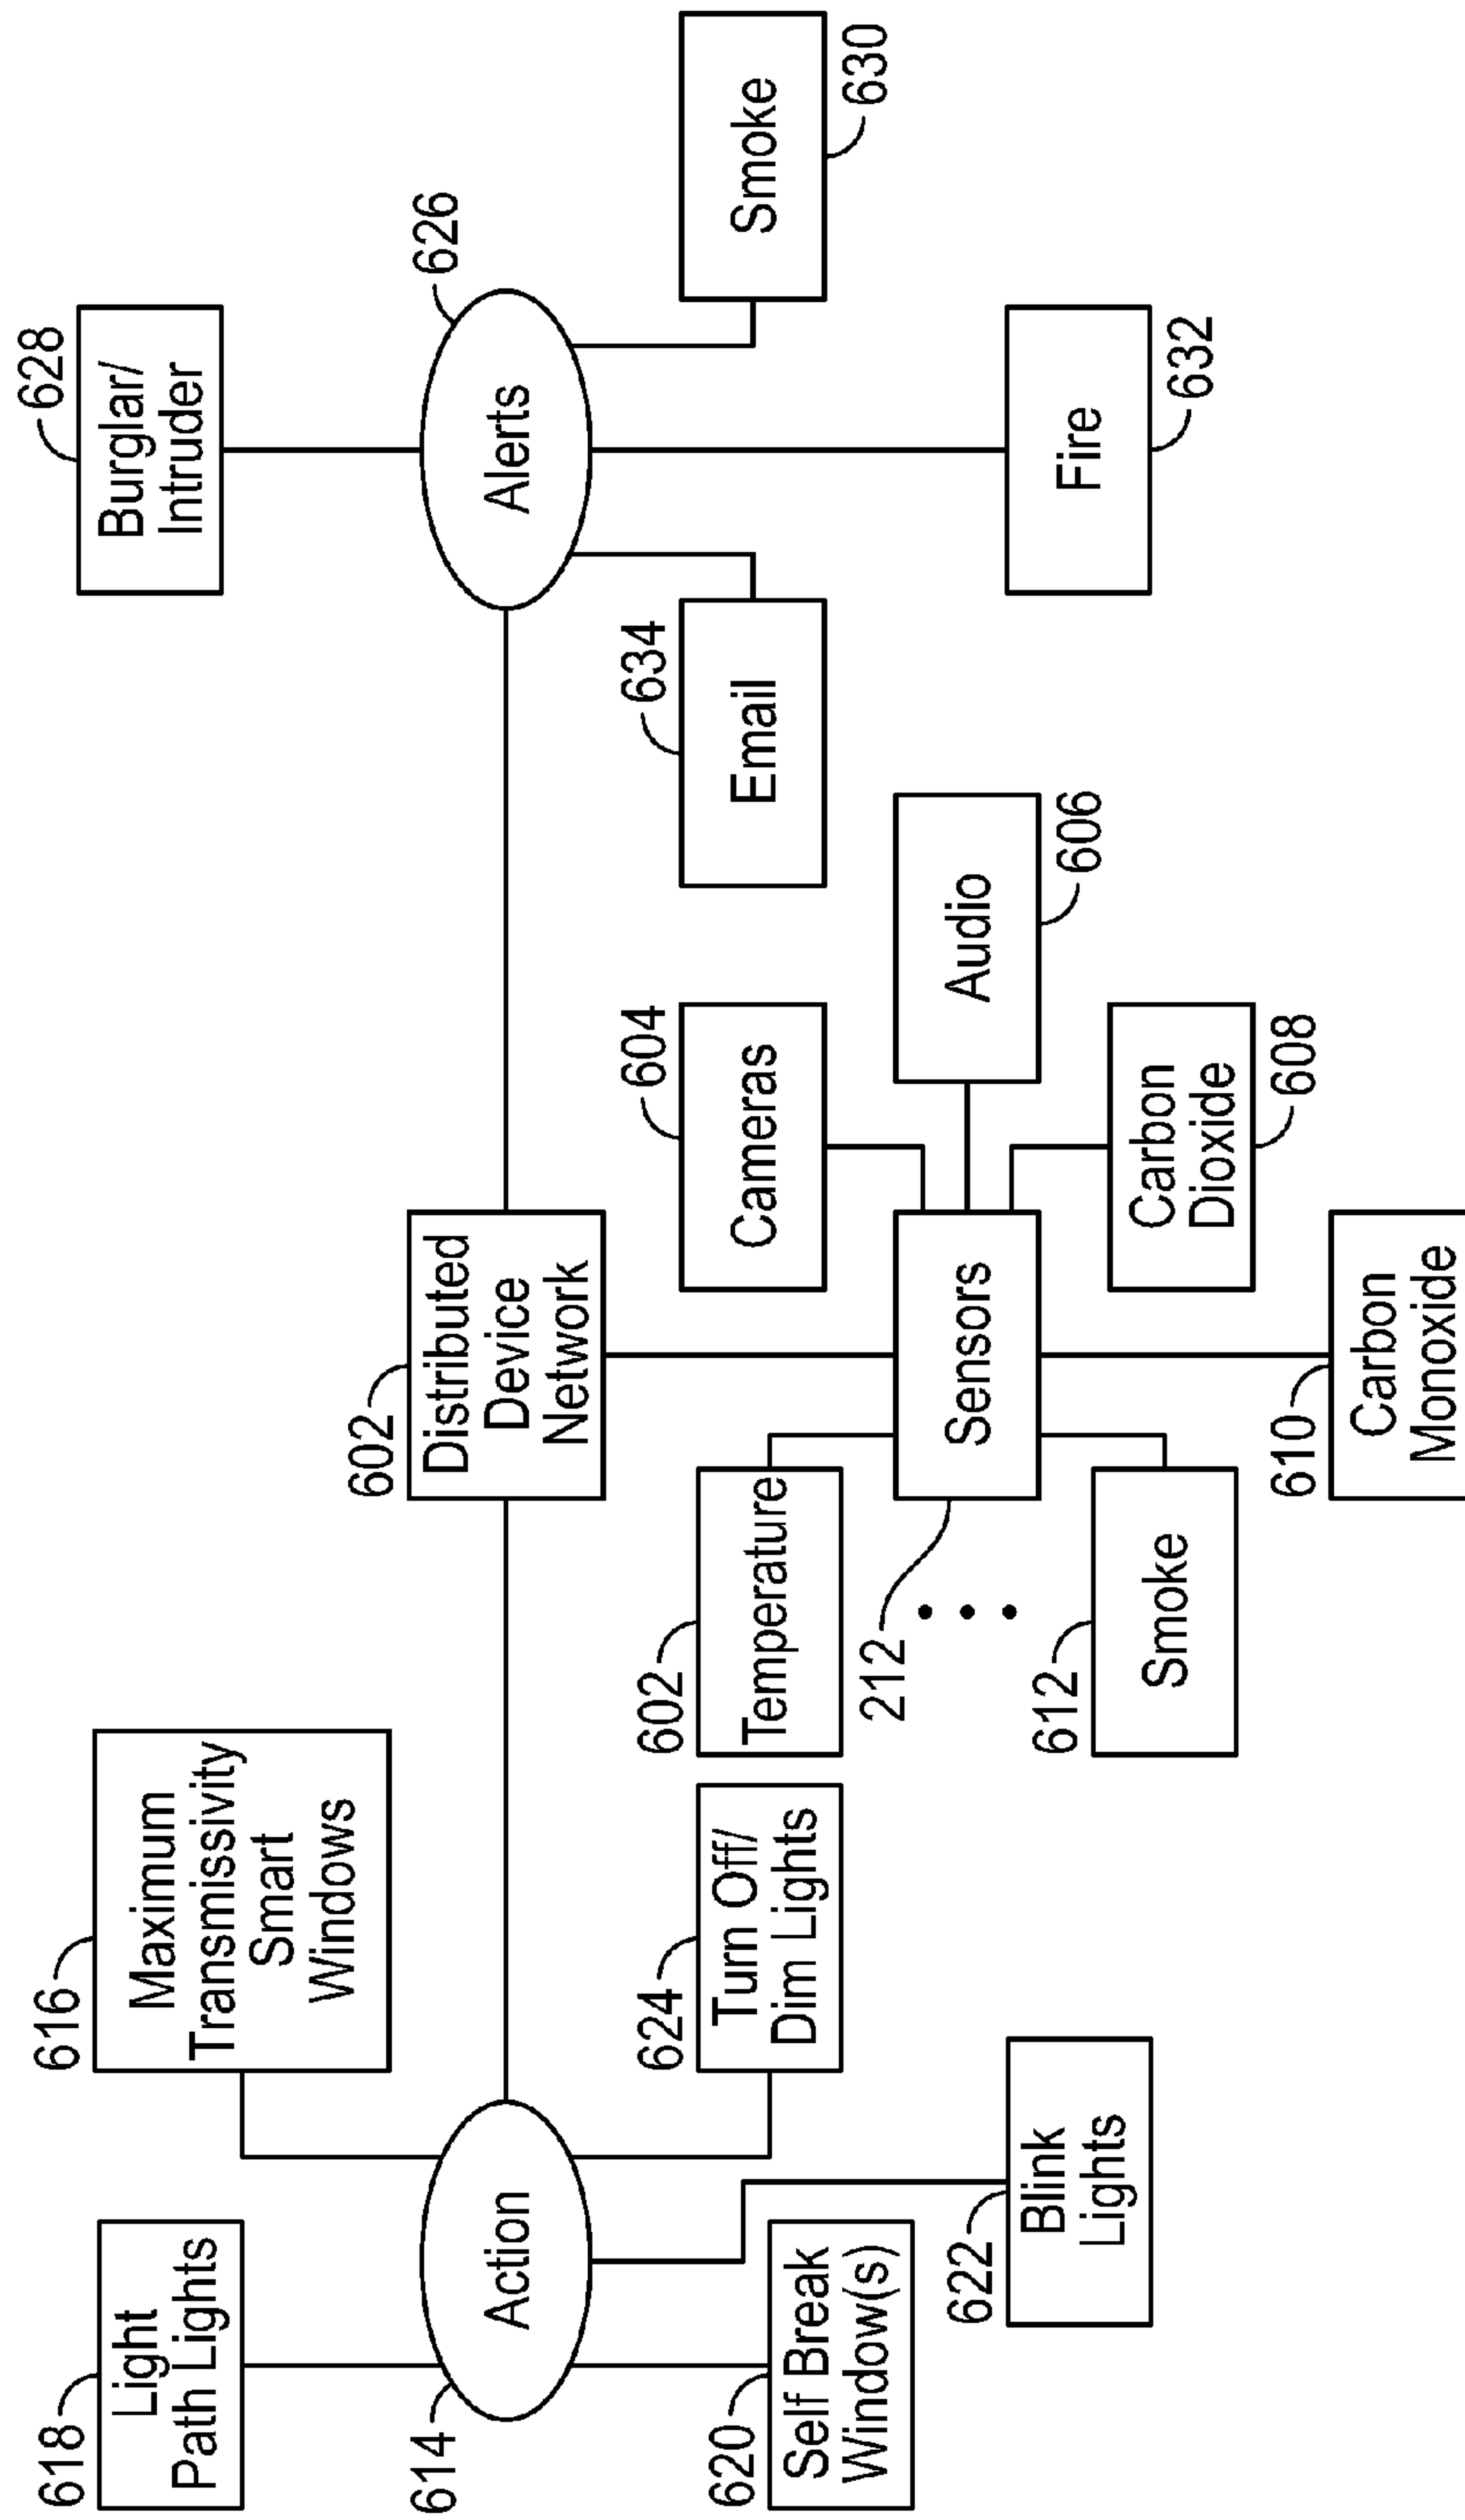 618
Light
Path Lights
616
Maximum
Transmissivity
Smart
Windows
628
Burglar/
Intruder
614
Action
602
Distributed
Device
Network
Alerts
626
620
Self Break
Window(s)
624
Turn Off/
Dim Lights
602
Temperature
604
Cameras
634
Email
Smoke
630
622
Blink
Lights
212
Sensors
Audio
606
612
Smoke
Carbon
Dioxide
608
Fire
632
610
Carbon
Monoxide